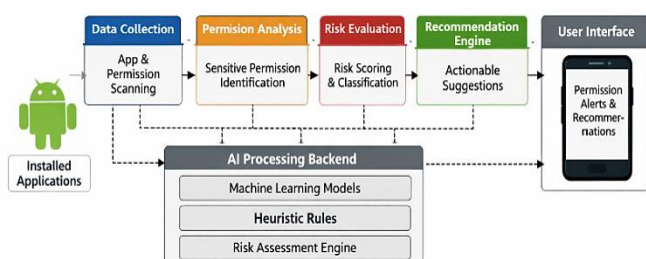 Data Collection
App &
Permission
Scanning
Permision Analysis
Sensitive Permission
Identification
Risk Evaluation
Risk Scoring
& Classification
Recommendation
Engine
Actionable
Suggestions
User Interface
Permission
Alerts &
Recommer-
nations
Installed
Applications
AI Processing Backend
Machine Learning Models
Heuristic Rules
Risk Assessment Engine